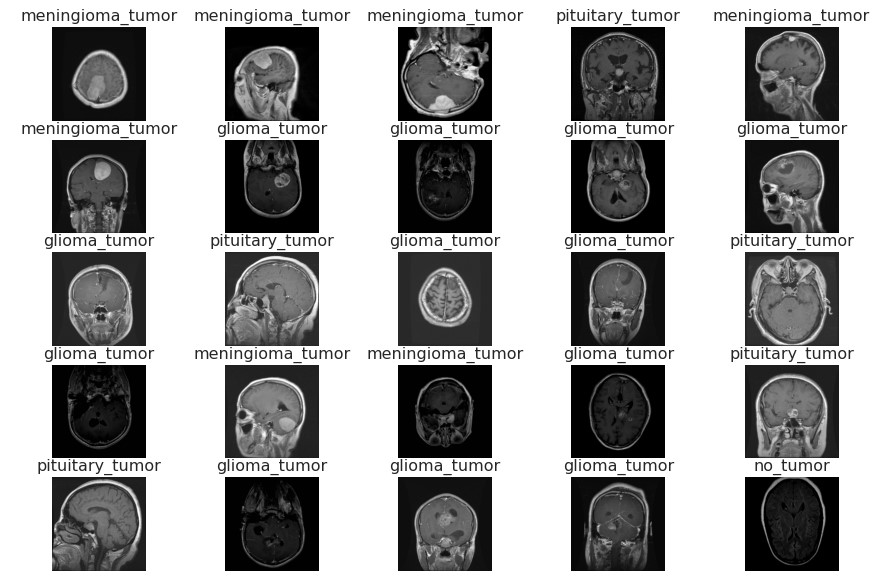 meningioma_tumor meningioma_tumor meningioma_tumor pituitary_tumor meningioma_tumor
meningioma_tumor glioma_tumor glioma_tumor glioma_tumor glioma_tumor
glioma_tumor pituitary_tumor glioma_tumor glioma_tumor pituitary_tumor
glioma_tumor meningioma_tumor meningioma_tumor glioma_tumor pituitary_tumor
pituitary_tumor glioma_tumor glioma_tumor glioma_tumor no_tumor